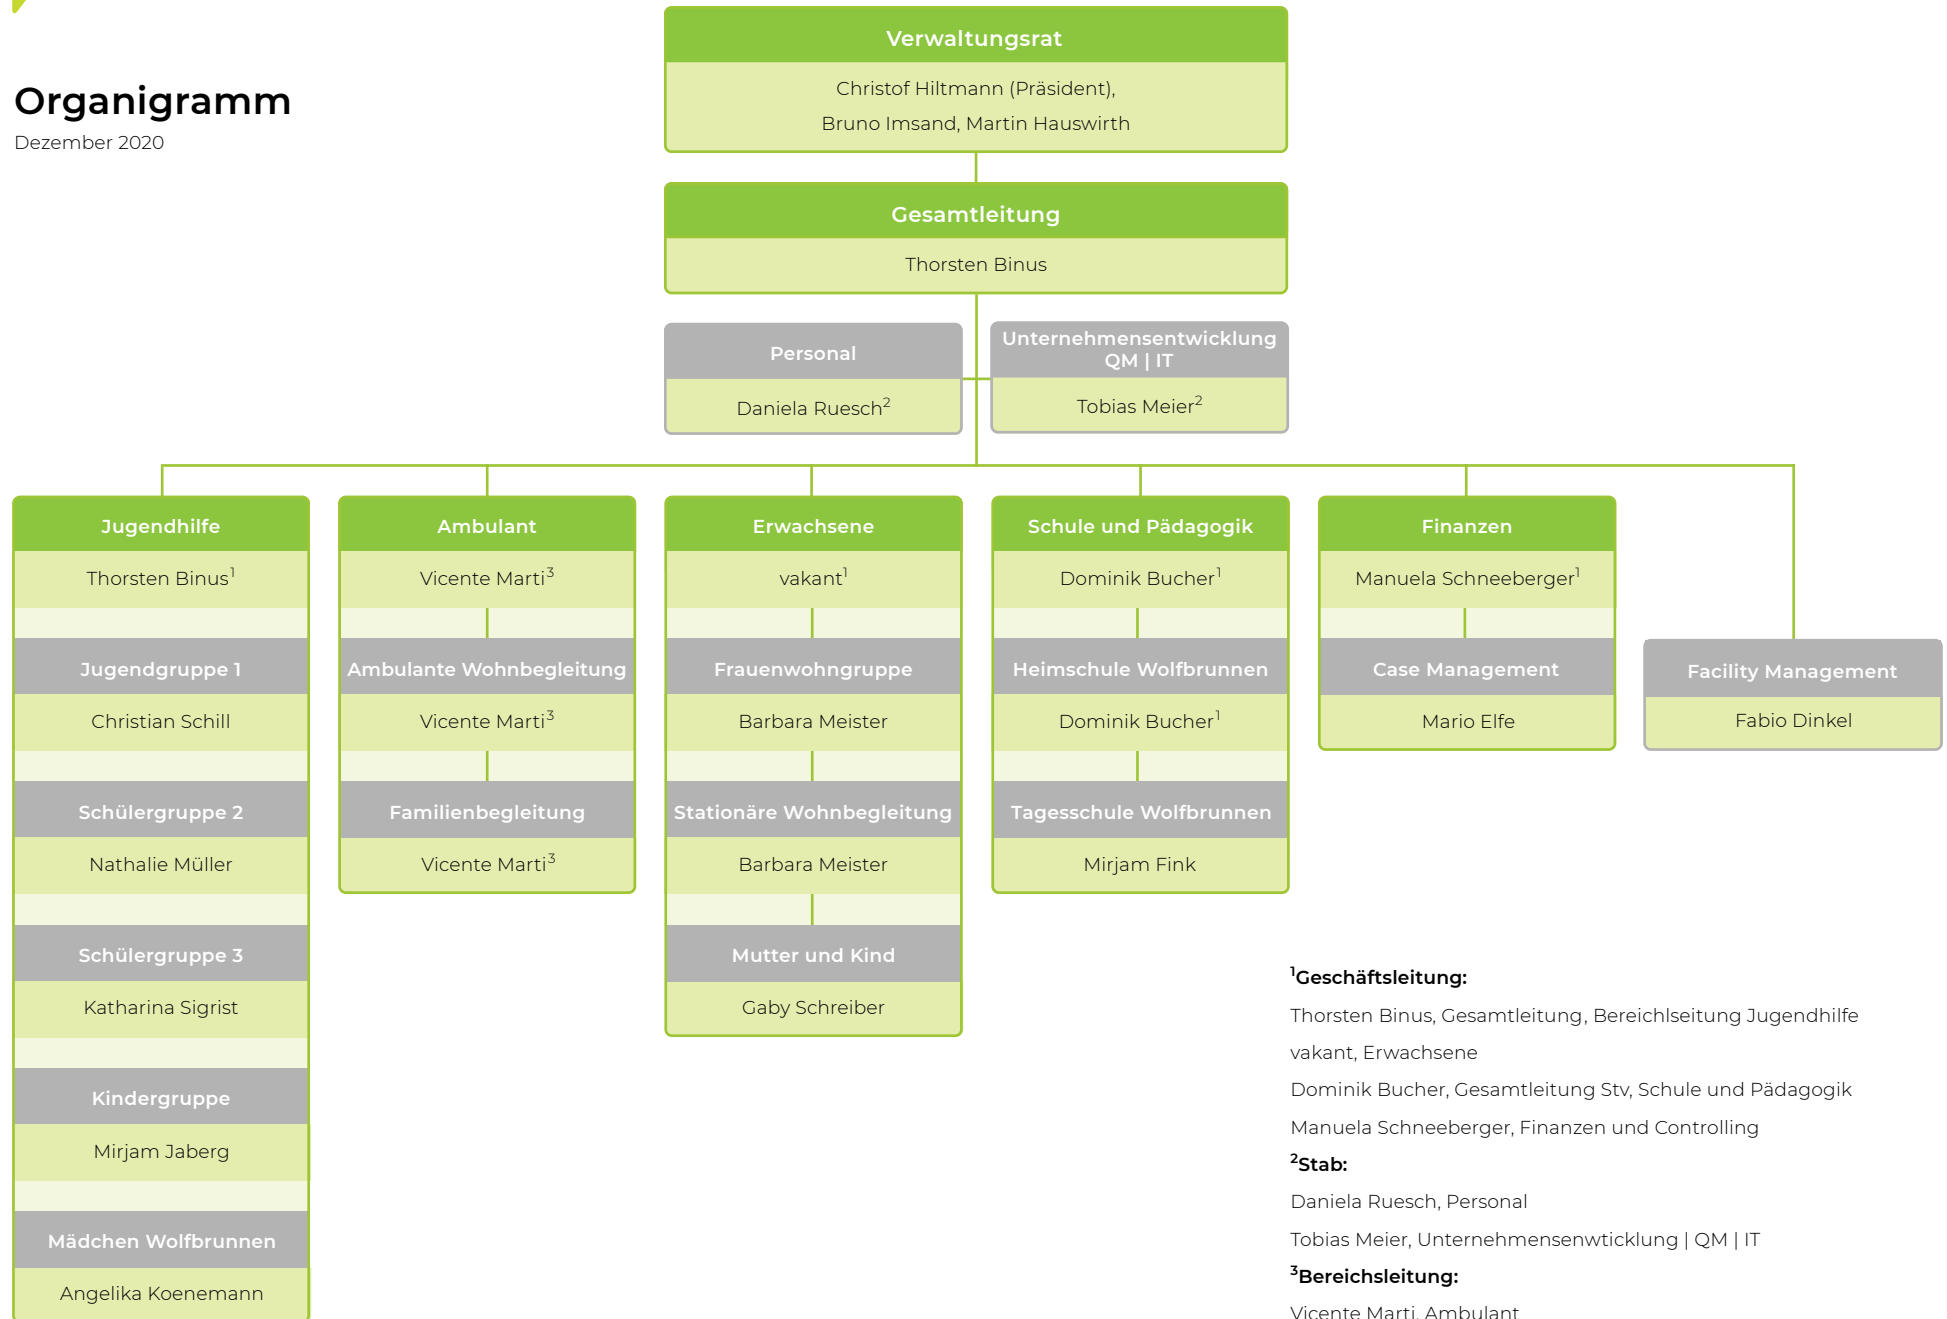 Organigramm
Dezember 2020
Verwaltungsrat
Christof Hiltmann (Präsident),
Bruno Imsand, Martin Hauswirth
Gesamtleitung
Thorsten Binus
Personal
Daniela Ruesch²
Unternehmensentwicklung
QM | IT
Tobias Meier²
Jugendhilfe
Thorsten Binus¹
Jugendgruppe 1
Christian Schill
Schülergruppe 2
Nathalie Müller
Schülergruppe 3
Katharina Sigrist
Kindergruppe
Mirjam Jaberg
Mädchen Wolfbrunnen
Angelika Koenemann
Ambulant
Vicente Marti³
Ambulante Wohnbegleitung
Vicente Marti³
Familienbegleitung
Vicente Marti³
Erwachsene
vakant¹
Frauenwohngruppe
Barbara Meister
Stationäre Wohnbegleitung
Barbara Meister
Mutter und Kind
Gaby Schreiber
Schule und Pädagogik
Dominik Bucher¹
Heimschule Wolfbrunnen
Dominik Bucher¹
Tagesschule Wolfbrunnen
Mirjam Fink
Finanzen
Manuela Schneeberger¹
Case Management
Mario Elfe
Facility Management
Fabio Dinkel
¹Geschäftsleitung:
Thorsten Binus, Gesamtleitung, Bereichlseitung Jugendhilfe
vakant, Erwachsene
Dominik Bucher, Gesamtleitung Stv, Schule und Pädagogik
Manuela Schneeberger, Finanzen und Controlling
²Stab:
Daniela Ruesch, Personal
Tobias Meier, Unternehmensenwticklung | QM | IT
³Bereichsleitung:
Vicente Marti, Ambulant